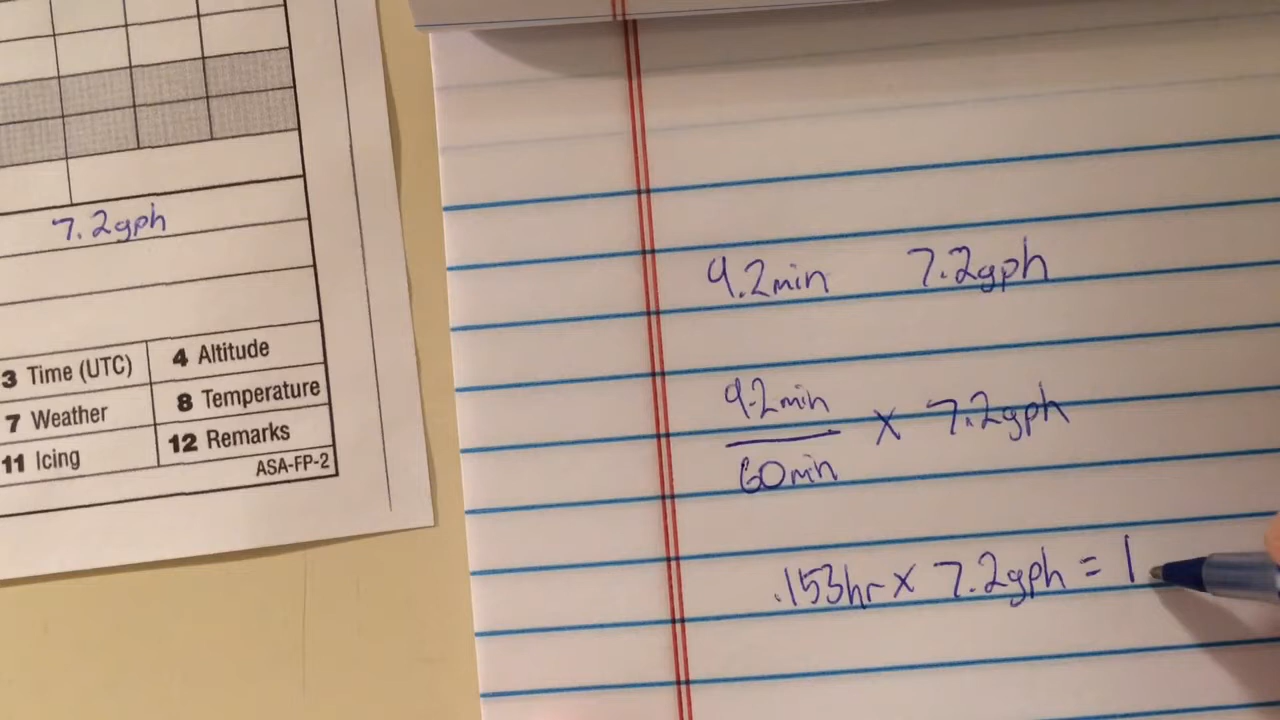 7.2gph
3 Time (UTC) 4 Altitude
7 Weather 8 Temperature
11 Icing 12 Remarks
ASA-FP-2
9.2min 7.2gph
9.2min
60min
x 7.2gph
.153hr x 7.2gph = 1